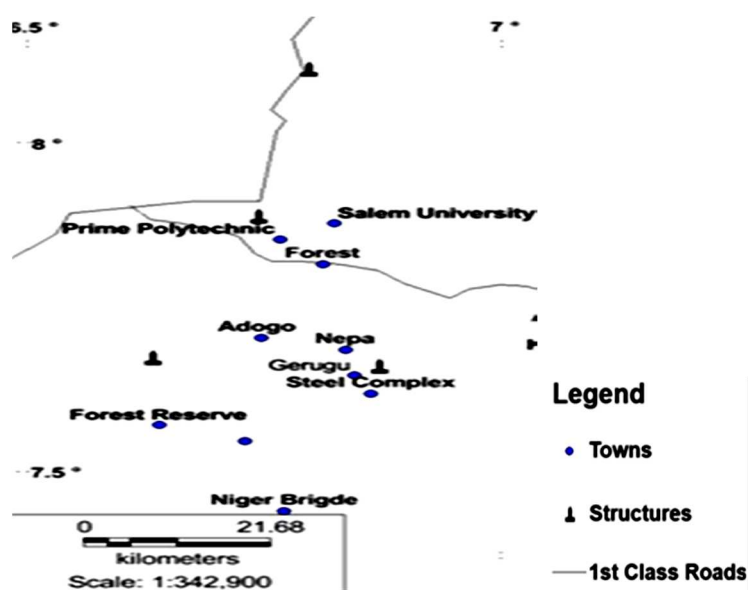 6.5°
7°
8°
Salem University
Prime Polytechnic
Forest
Adogo
Nepa
Gerugu
Steel Complex
Legend
Forest Reserve
Towns
7.5°
Niger Brigde
Structures
0 21.68
kilometers
1st Class Roads
Scale: 1:342,900